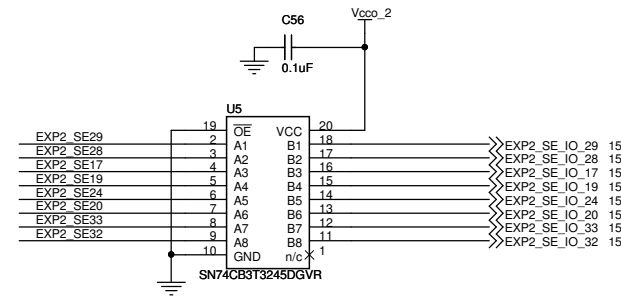 C56
Vcco_2
0.1uF
U5
19 OE VCC 20
EXP2_SE29 2 A1 B1 18 EXP2_SE_IO_29 15
EXP2_SE28 3 A2 B2 17 EXP2_SE_IO_28 15
EXP2_SE17 4 A3 B3 16 EXP2_SE_IO_17 15
EXP2_SE19 5 A4 B4 15 EXP2_SE_IO_19 15
EXP2_SE24 6 A5 B5 14 EXP2_SE_IO_24 15
EXP2_SE20 7 A6 B6 13 EXP2_SE_IO_20 15
EXP2_SE33 8 A7 B7 12 EXP2_SE_IO_33 15
EXP2_SE32 9 A8 B8 11 EXP2_SE_IO_32 15
10 GND n/c 1
SN74CB3T3245DGVR